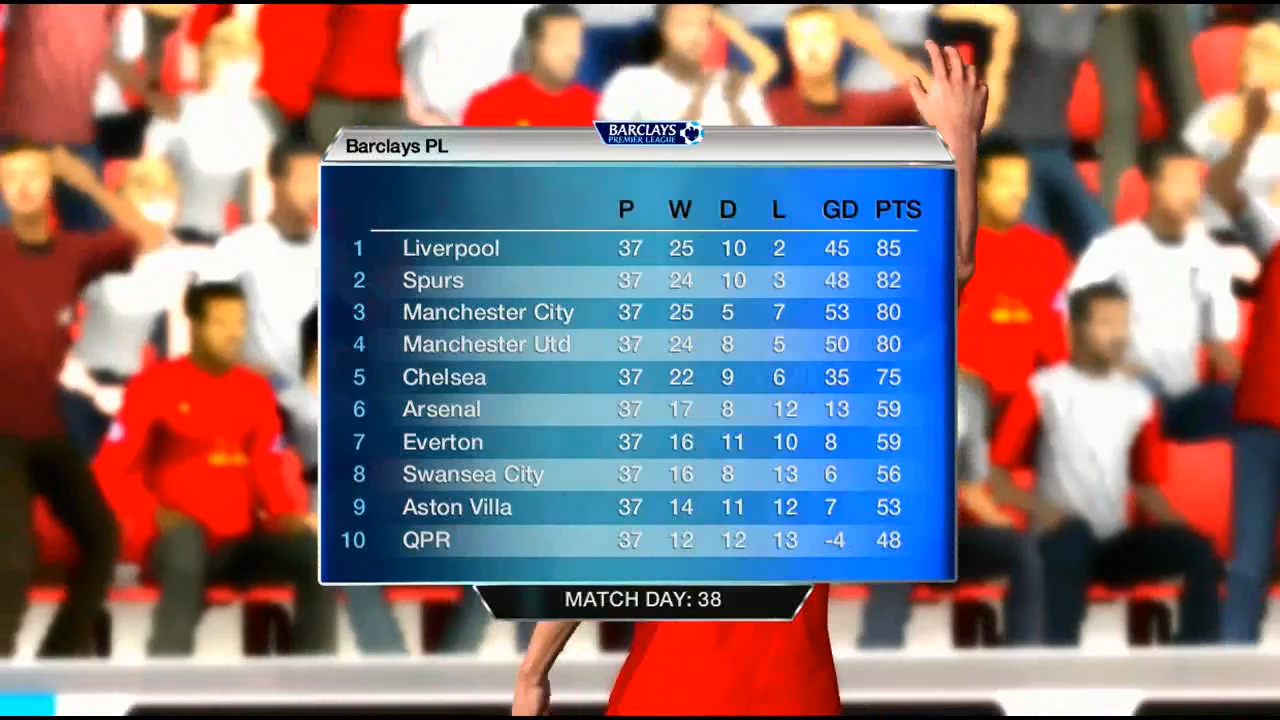 BARCLAYS
PREMIER LEAGUE
Barclays PL
P W D L GD PTS
1 Liverpool 37 25 10 2 45 85
2 Spurs 37 24 10 3 48 82
3 Manchester City 37 25 5 7 53 80
4 Manchester Utd 37 24 8 5 50 80
5 Chelsea 37 22 9 6 35 75
6 Arsenal 37 17 8 12 13 59
7 Everton 37 16 11 10 8 59
8 Swansea City 37 16 8 13 6 56
9 Aston Villa 37 14 11 12 7 53
10 QPR 37 12 12 13 -4 48
MATCH DAY: 38